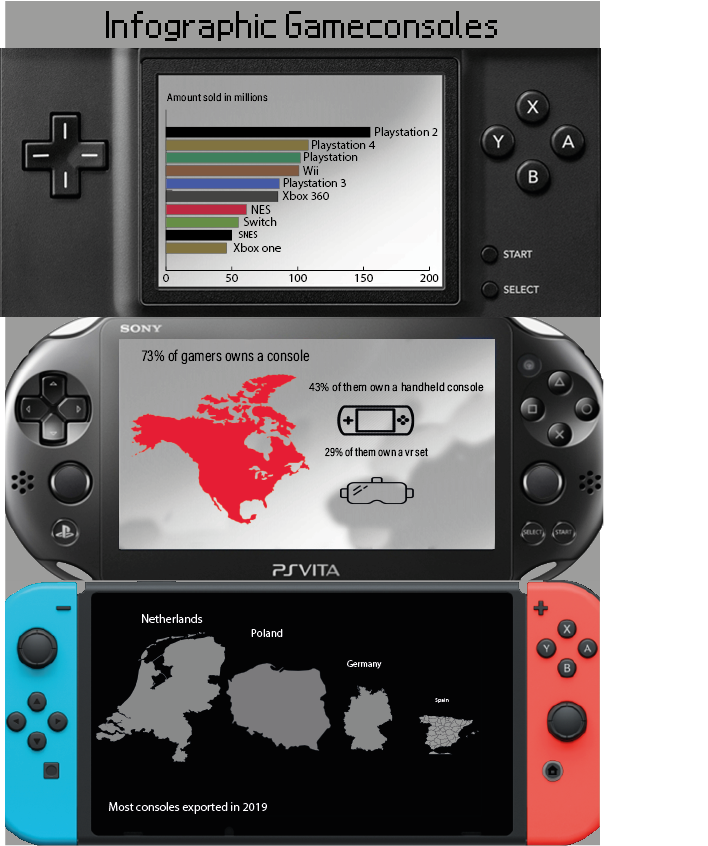 Infographic Gameconsoles
Amount sold in millions
Playstation 2
Playstation 4
Playstation
Wii
Playstation 3
Xbox 360
NES
Switch
SNES
Xbox one
0 50 100 150 200
X
Y A
B
START
SELECT
SONY
73% of gamers owns a console
43% of them own a handheld console
29% of them own a vr set
SELECT START
PSVITA
Netherlands
Poland
Germany
Spain
X
Y A
B
Most consoles exported in 2019